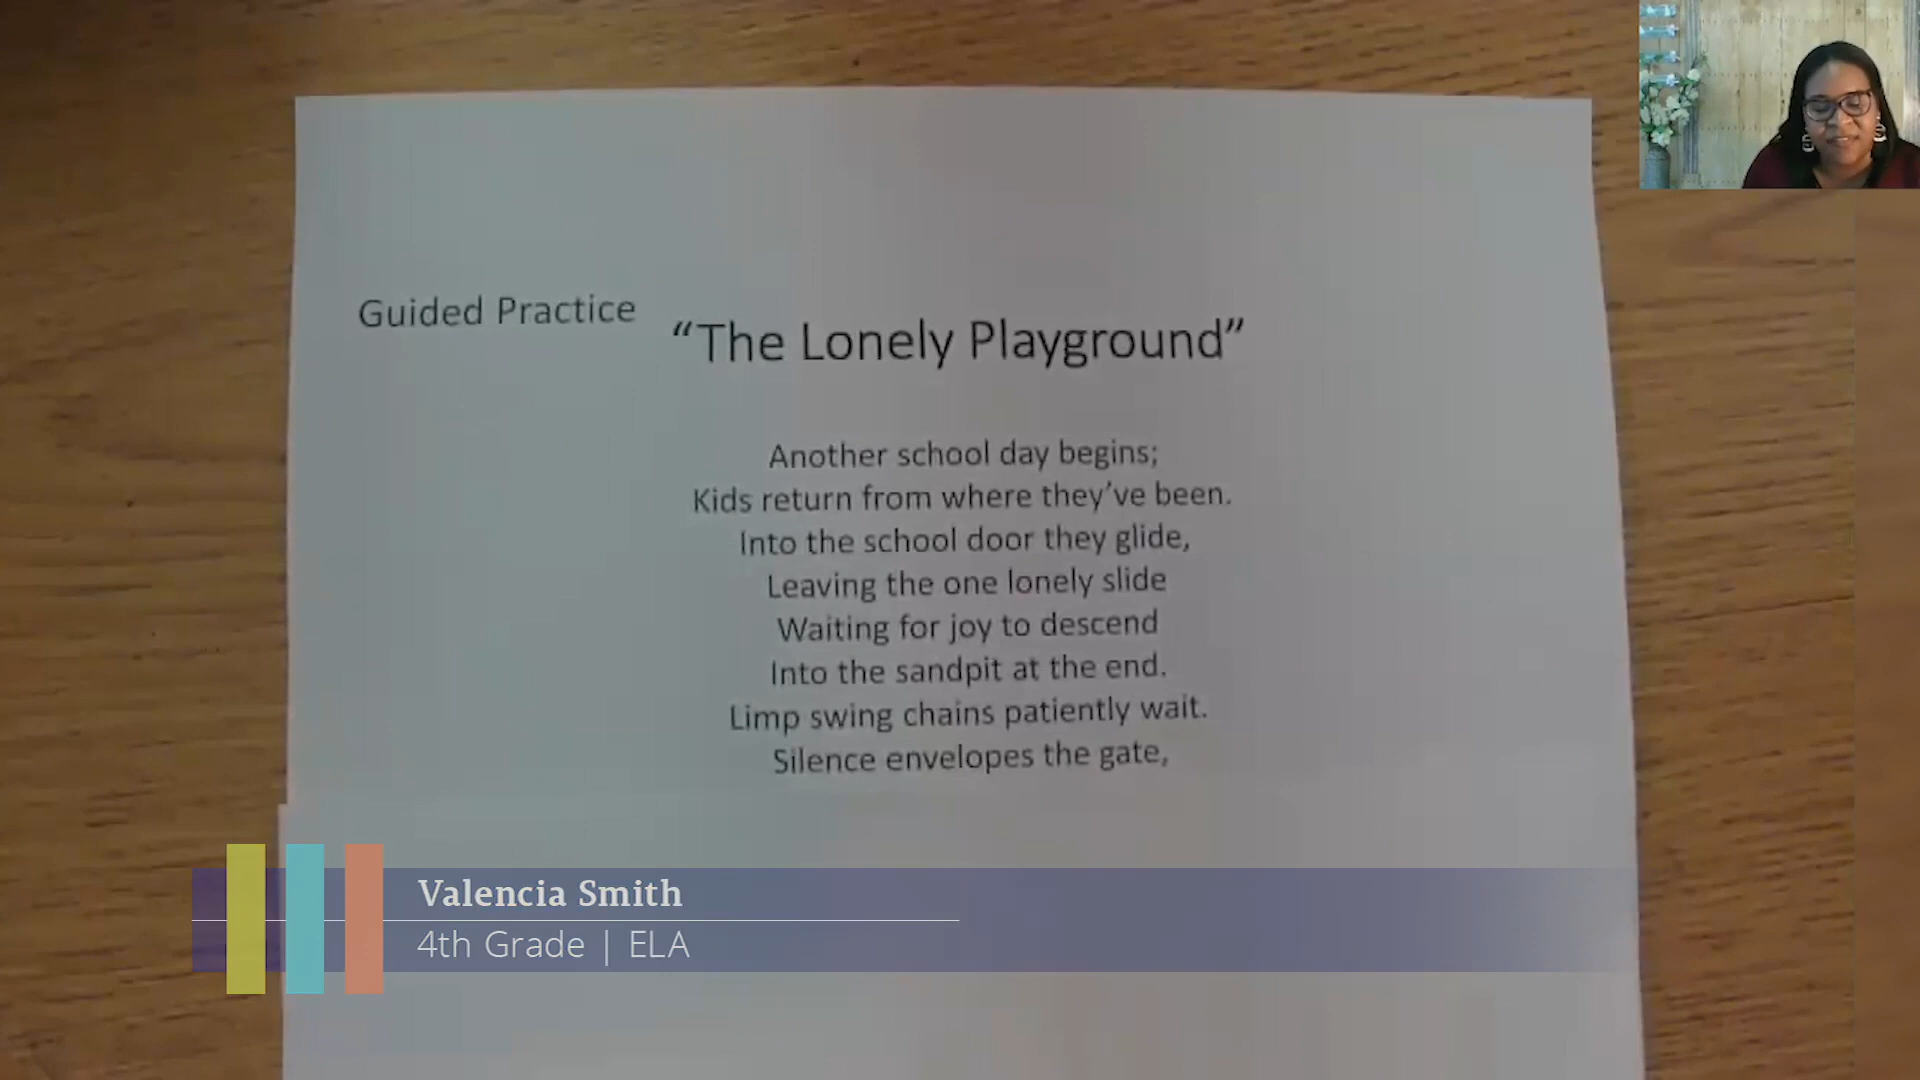 Guided Practice
“The Lonely Playground”
Another school day begins;
Kids return from where they’ve been.
Into the school door they glide,
Leaving the one lonely slide
Waiting for joy to descend
Into the sandpit at the end.
Limp swing chains patiently wait.
Silence envelopes the gate,
Valencia Smith
4th Grade | ELA